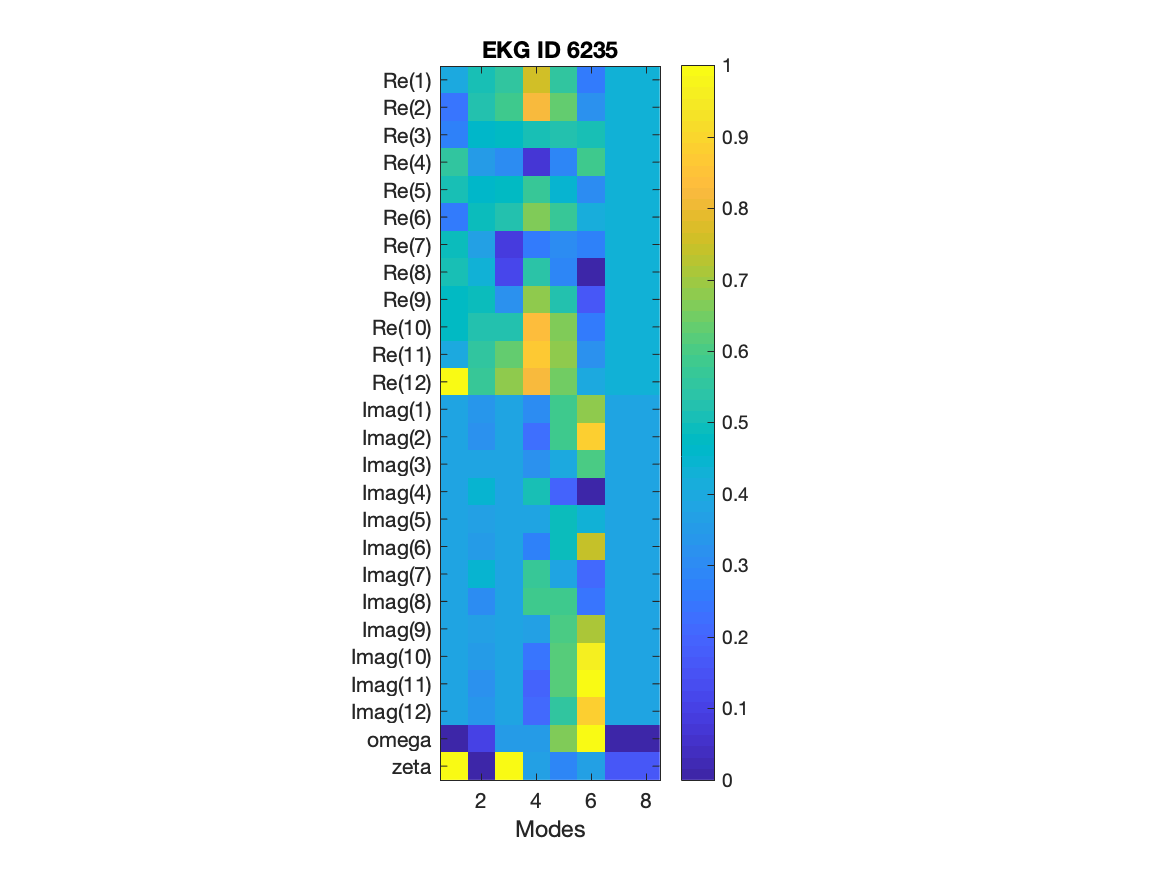 EKG ID 6235
Re(1)
Re(2)
Re(3)
Re(4)
Re(5)
Re(6)
Re(7)
Re(8)
Re(9)
Re(10)
Re(11)
Re(12)
Imag(1)
Imag(2)
Imag(3)
Imag(4)
Imag(5)
Imag(6)
Imag(7)
Imag(8)
Imag(9)
Imag(10)
Imag(11)
Imag(12)
omega
zeta
2 4 6 8
Modes
1
0.9
0.8
0.7
0.6
0.5
0.4
0.3
0.2
0.1
0